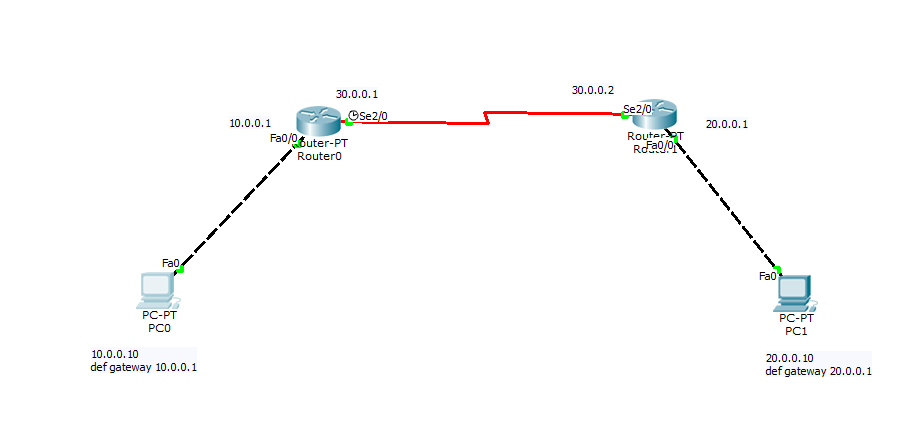 30.0.0.1
30.0.0.2
10.0.0.1
Se2/0
Se2/0
20.0.0.1
Fa0/0
Router-PT
Router0
Router-PT
Fa0/0
Router1
Fa0
PC-PT
PC0
Fa0
PC-PT
PC1
10.0.0.10
def gateway 10.0.0.1
20.0.0.10
def gateway 20.0.0.1